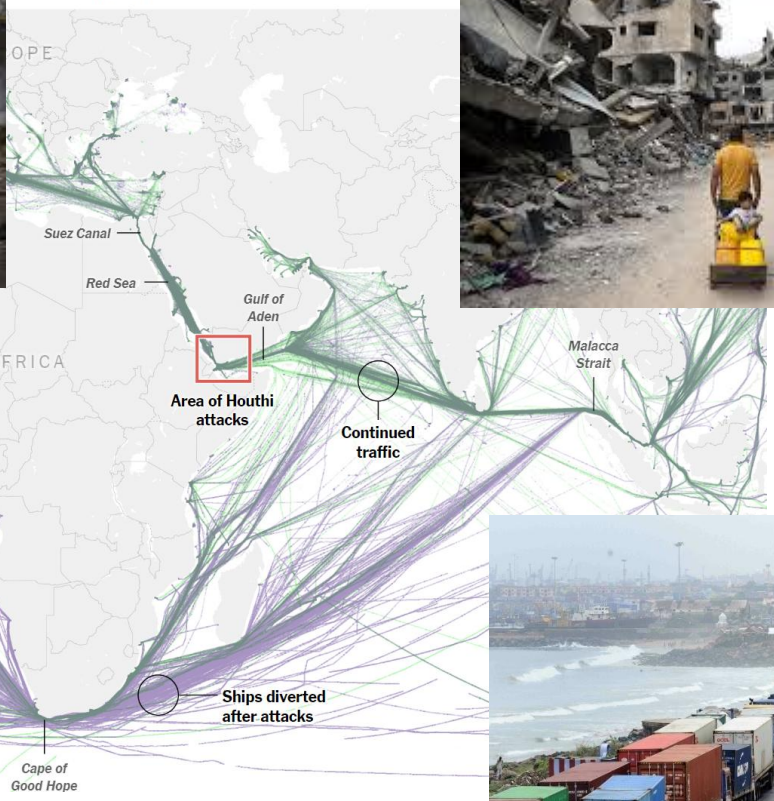 OPE
Suez Canal
Red Sea
Gulf of
Aden
FRICA
Malacca
Strait
Area of Houthi
attacks
Continued
traffic
Ships diverted
after attacks
Cape of
Good Hope